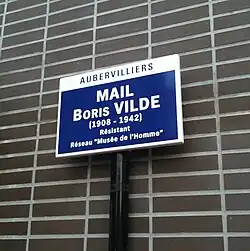 AUBERVILLIERS
MAIL
BORIS VILDE
(1908 - 1942)
Résistant
Réseau "Musée de l'Homme"